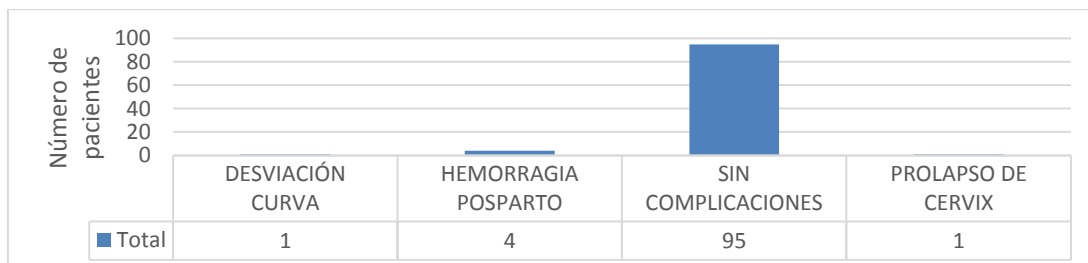 Número de
pacientes
100
80
60
40
20
0
DESVIACIÓN
CURVA
HEMORRAGIA
POSPARTO
SIN
COMPLICACIONES
PROLAPSO DE
CERVIX
Total 1 4 95 1